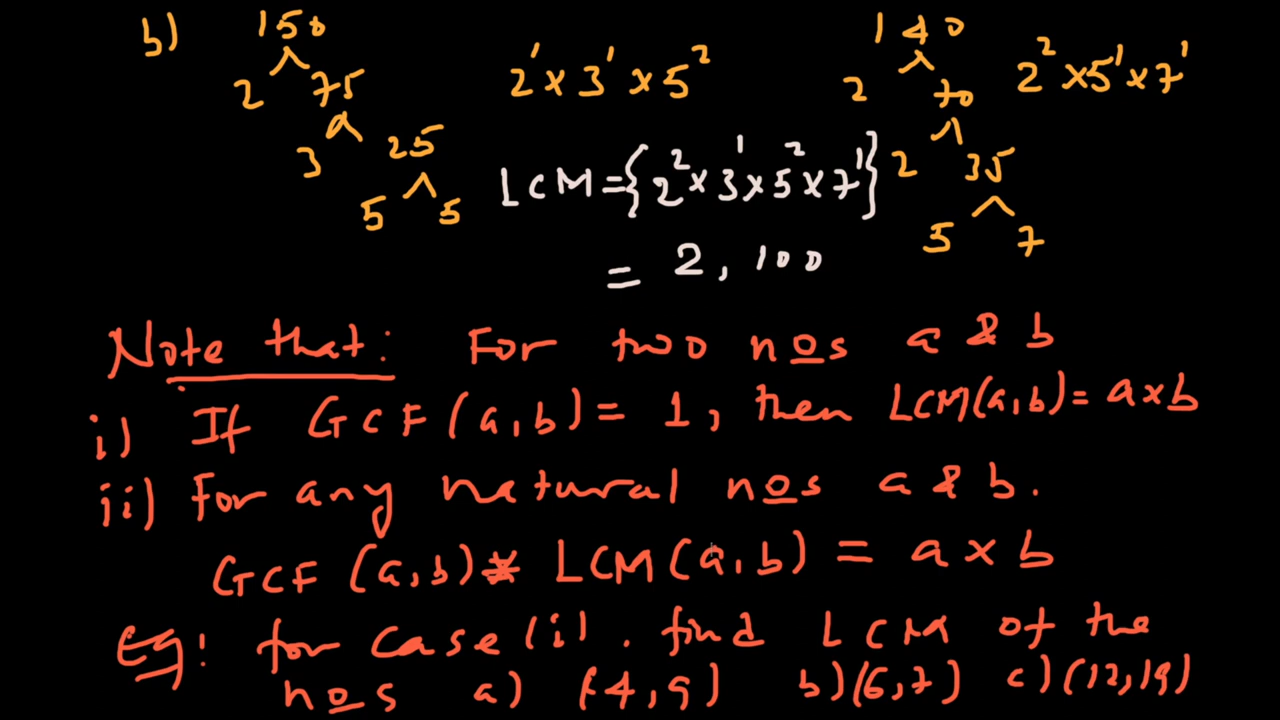 b) 150 2¹ × 3¹ × 5² 140 2² × 5¹ × 7¹
2 75 2 70
3 25 2 35
5 5 5 7
LCM = {2² × 3¹ × 5² × 7¹}
= 2,100
Note that: For two nos a & b
i) If GCF(a,b) = 1, then LCM(a,b) = a×b
ii) For any natural nos a & b.
GCF (a,b) * LCM(a,b) = a × b
Eg: for case (i). find LCM of the
nos a) (4,9) b)(6,7) c)(12,19)